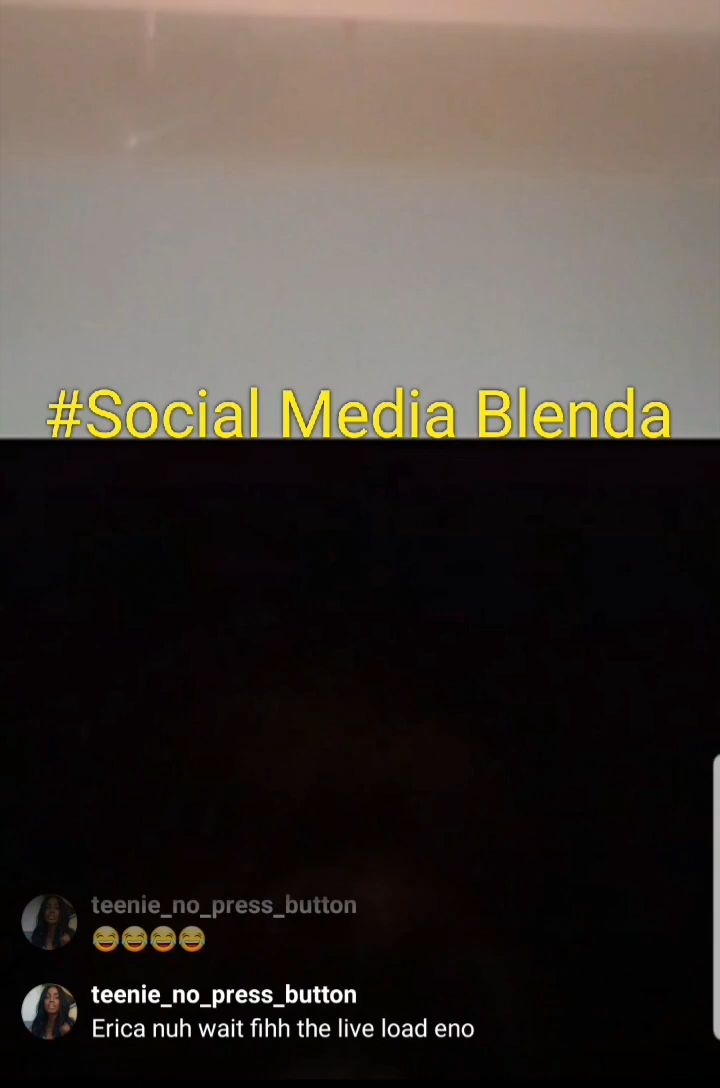 #Social Media Blenda
teenie_no_press_button
😂😂😂😂
teenie_no_press_button
Erica nuh wait fihh the live load eno